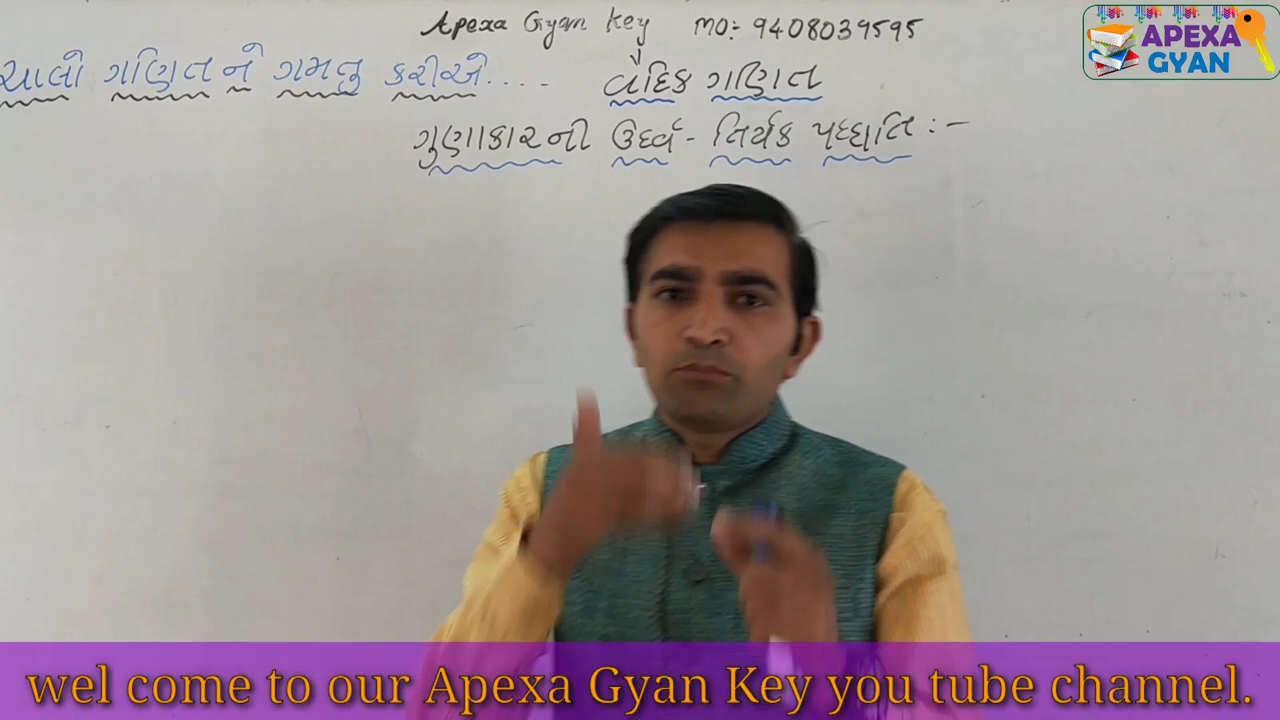 Apexa Gyan Key MO:- 9408039595
APEXA
GYAN
ચાલો ગણિત ને ગમતુ કરીએ.... વૈદિક ગણિત
ગુણાકારની ઉર્ધ્વ - તિર્યક પધ્ધતિ :-
wel come to our Apexa Gyan Key you tube channel.